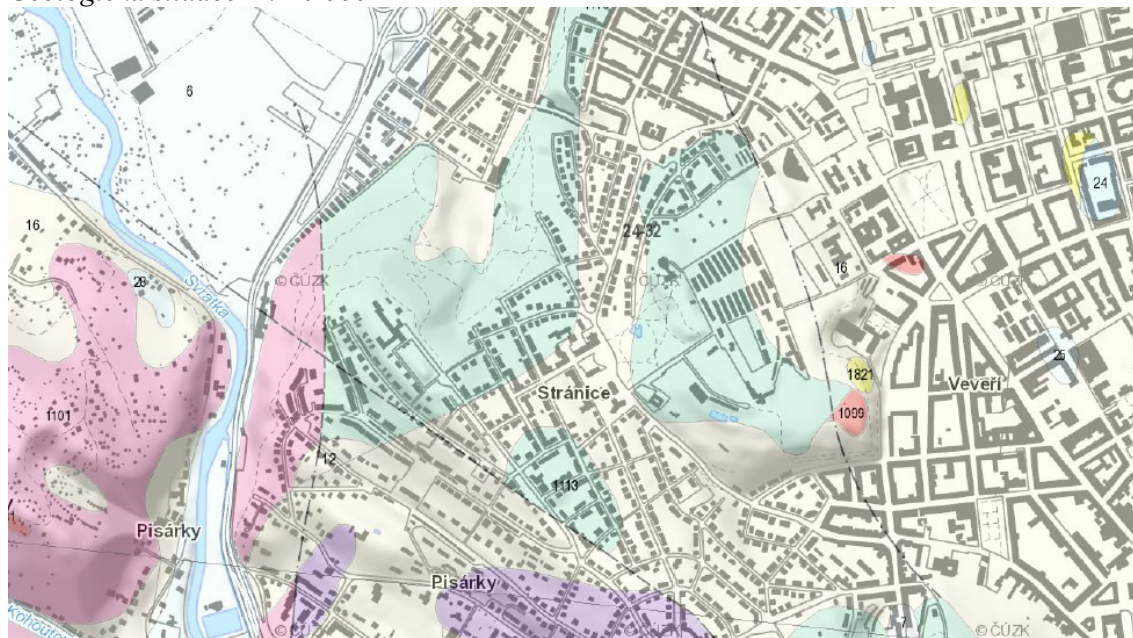 6
24
16
28
Svratka
© ČÚZK
24-32
16
© ČÚZK
© ČÚZK
25
1821
Stránice
Veveří
1101
1099
12
1113
Pisárky
Pisárky
7
© ČÚZK
© ČÚZK
© ČÚZK